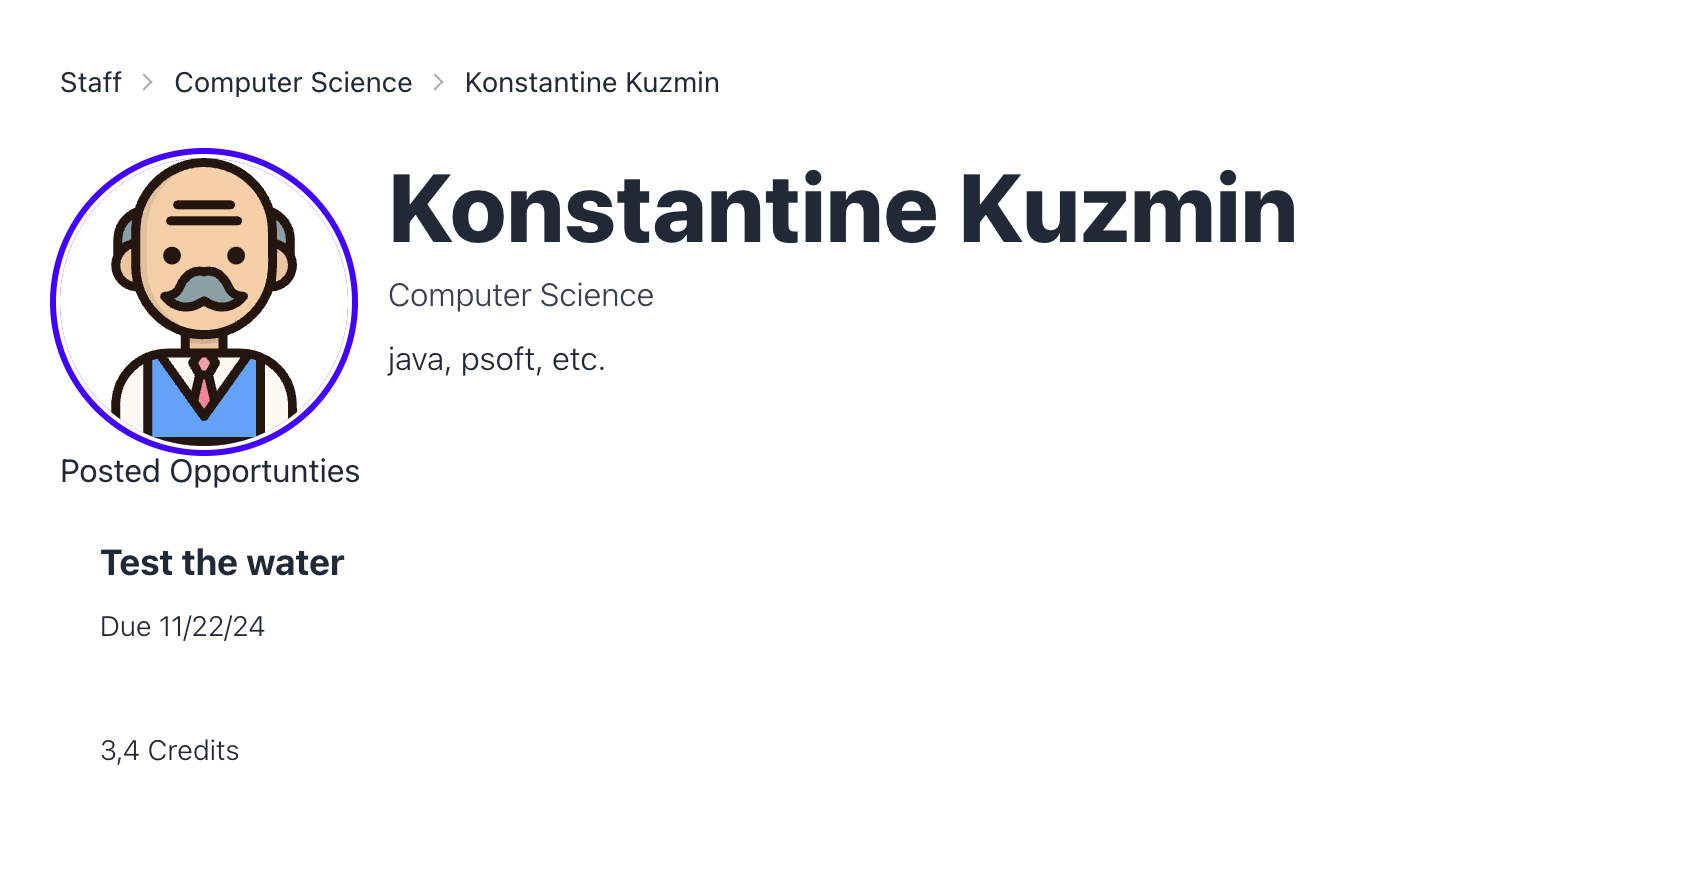 Staff > Computer Science > Konstantine Kuzmin
Konstantine Kuzmin
Computer Science
java, psoft, etc.
Posted Opportunties
Test the water
Due 11/22/24
3,4 Credits